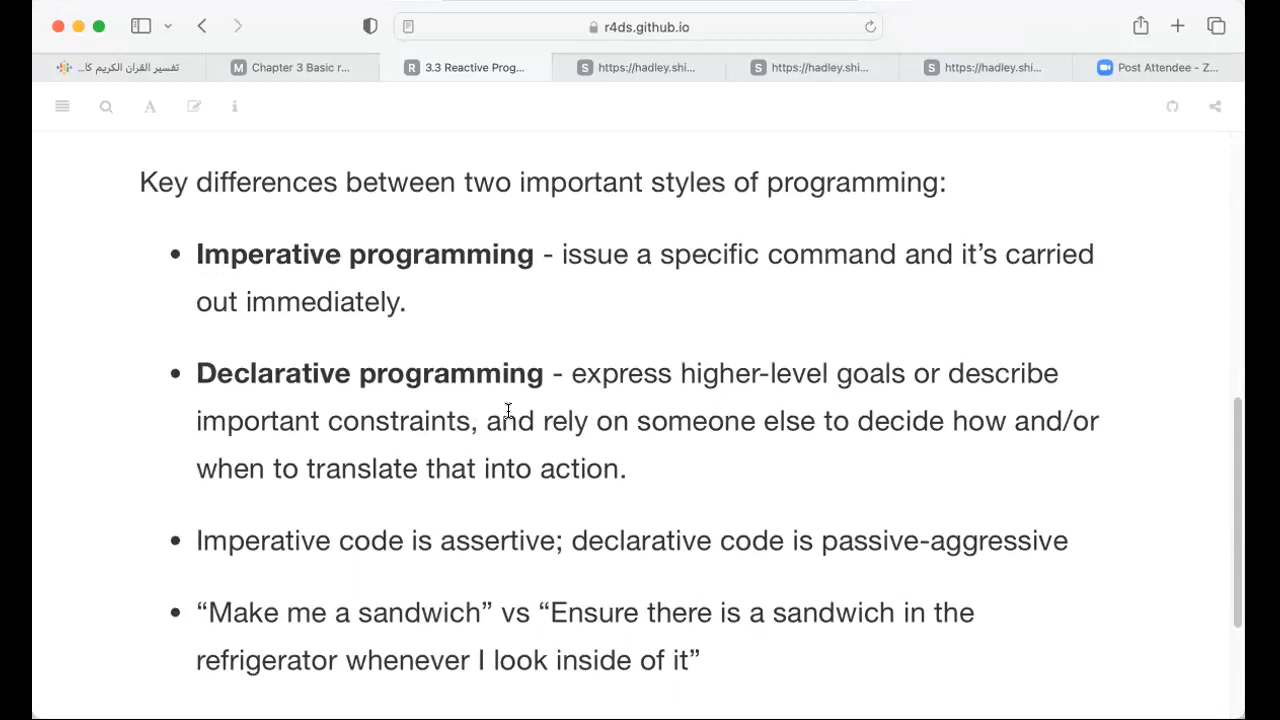 r4ds.github.io
تفسير القران الكريم كا...
M Chapter 3 Basic r...
R 3.3 Reactive Prog...
S https://hadley.shi...
S https://hadley.shi...
S https://hadley.shi...
Post Attendee - Z...
A
i
Key differences between two important styles of programming:
• Imperative programming - issue a specific command and it’s carried
out immediately.
• Declarative programming - express higher-level goals or describe
important constraints, and rely on someone else to decide how and/or
when to translate that into action.
• Imperative code is assertive; declarative code is passive-aggressive
• “Make me a sandwich” vs “Ensure there is a sandwich in the
refrigerator whenever I look inside of it”